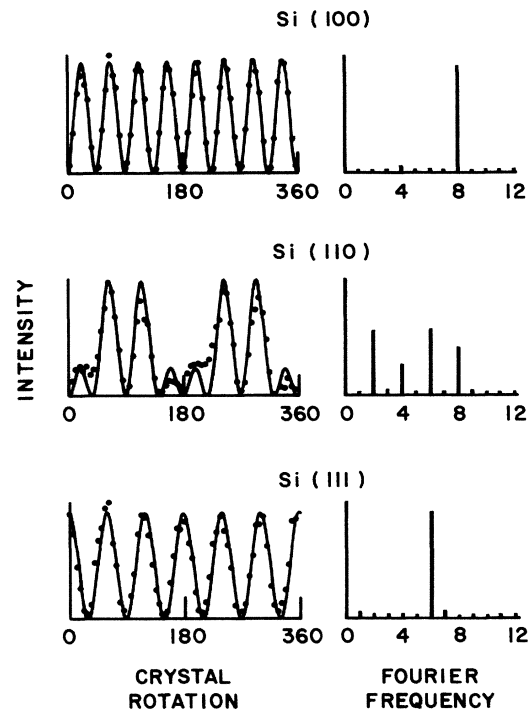 Si (100)
0 180 360 0 4 8 12
Si (110)
0 180 360 0 4 8 12
Si (111)
0 180 360 0 4 8 12
INTENSITY
CRYSTAL ROTATION
FOURIER FREQUENCY